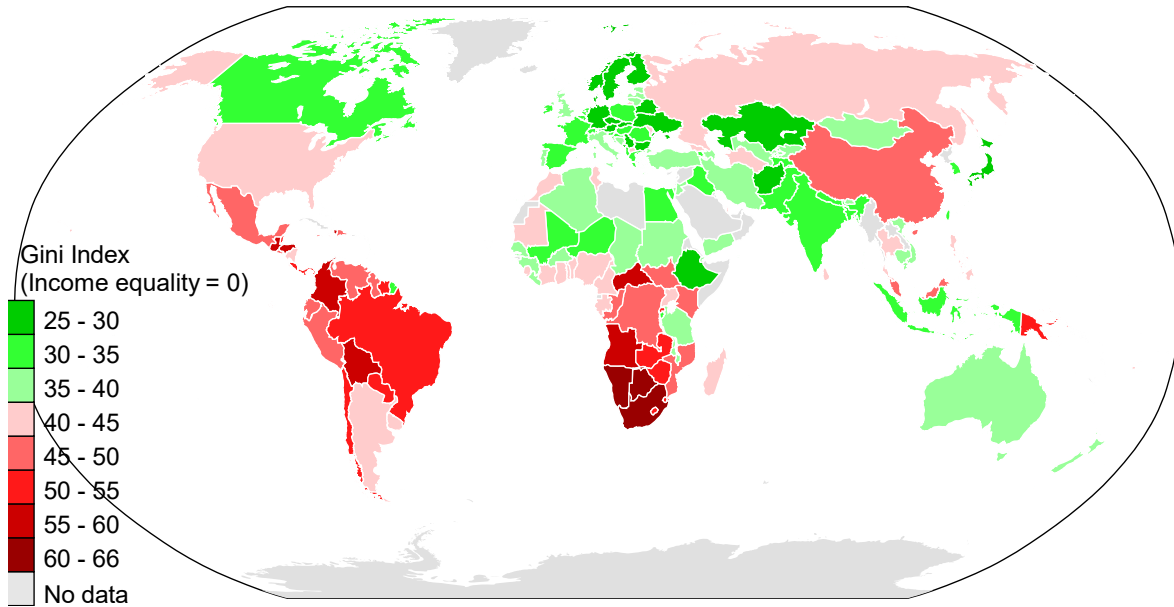 Gini Index
(Income equality = 0)
25 - 30
30 - 35
35 - 40
40 - 45
45 - 50
50 - 55
55 - 60
60 - 66
No data